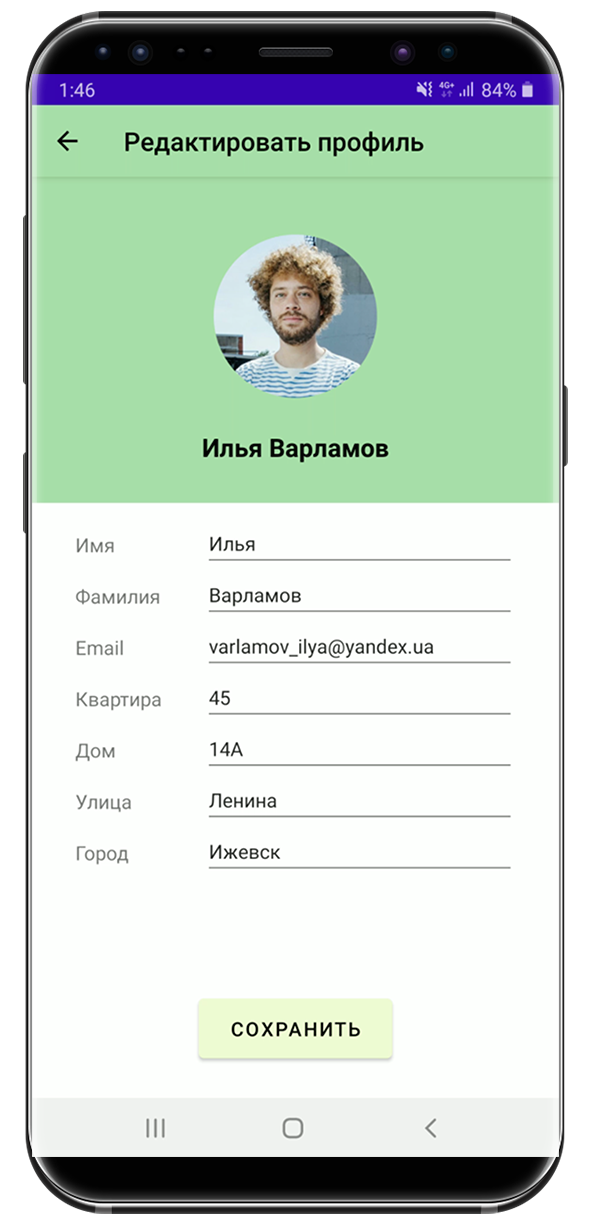 1:46 4G+ 84%
Редактировать профиль
Илья Варламов
Имя Илья
Фамилия Варламов
Email varlamov_ilya@yandex.ua
Квартира 45
Дом 14А
Улица Ленина
Город Ижевск
СОХРАНИТЬ